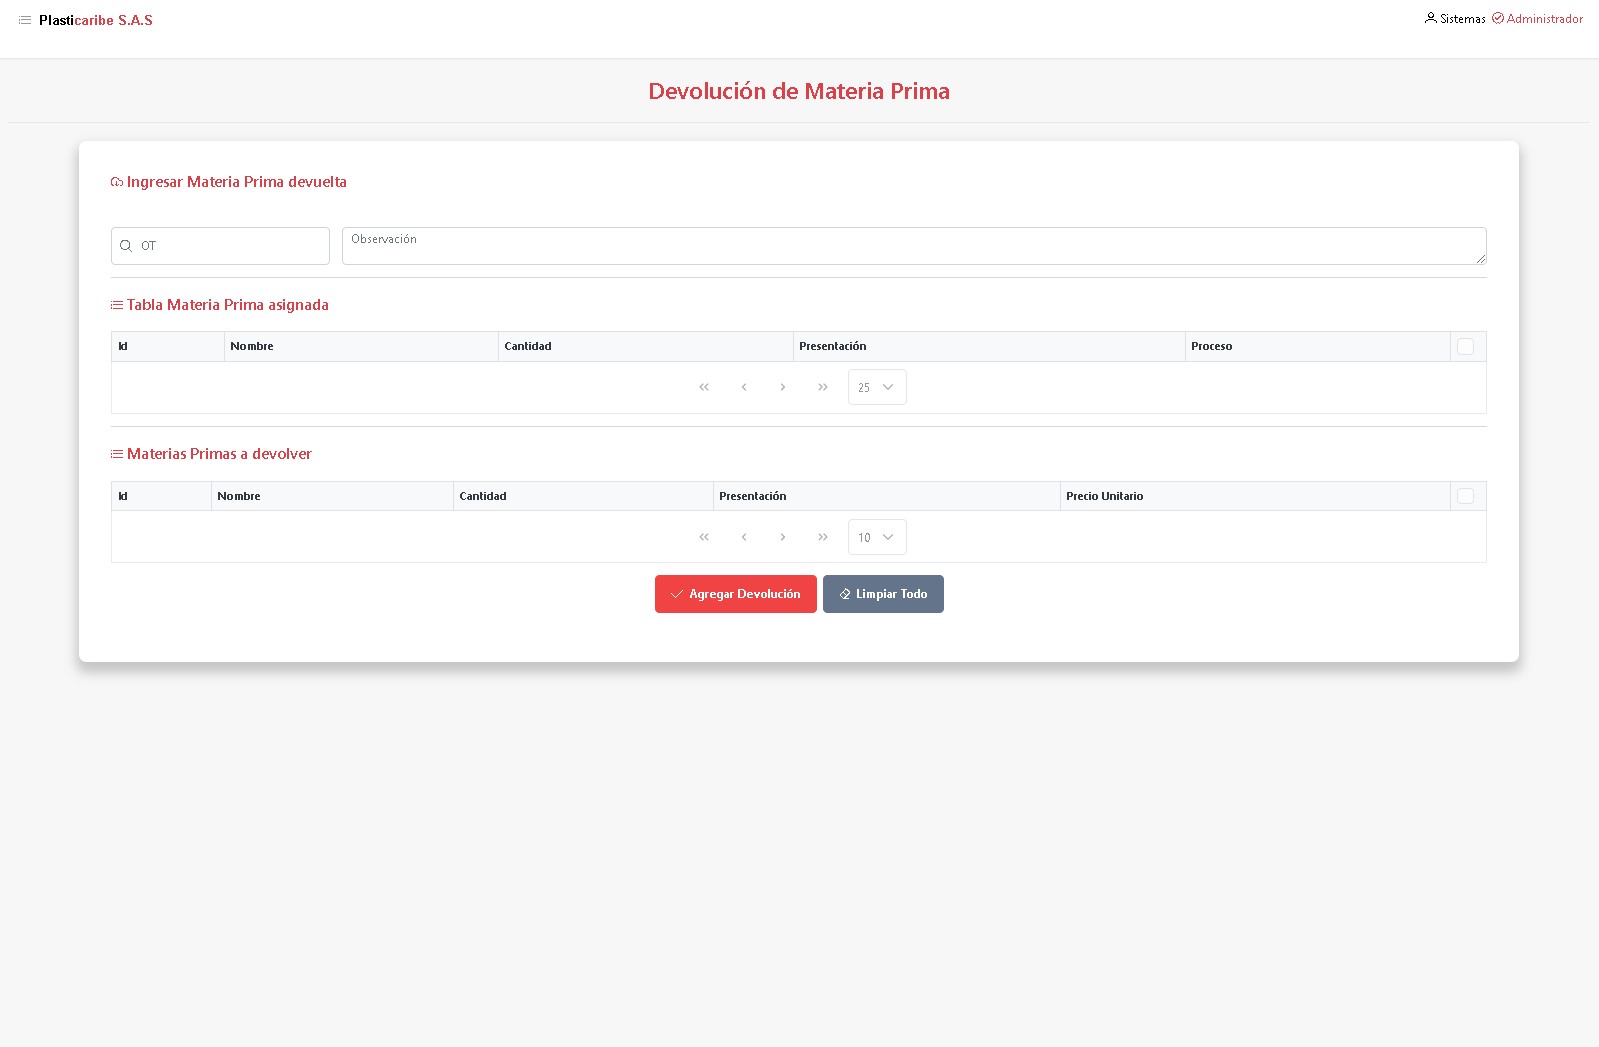 Plasticaribe S.A.S
Sistemas Administrador
Devolución de Materia Prima
Ingresar Materia Prima devuelta
OT
Observación
Tabla Materia Prima asignada
Id Nombre Cantidad Presentación Proceso
25
Materias Primas a devolver
Id Nombre Cantidad Presentación Precio Unitario
10
Agregar Devolución Limpiar Todo